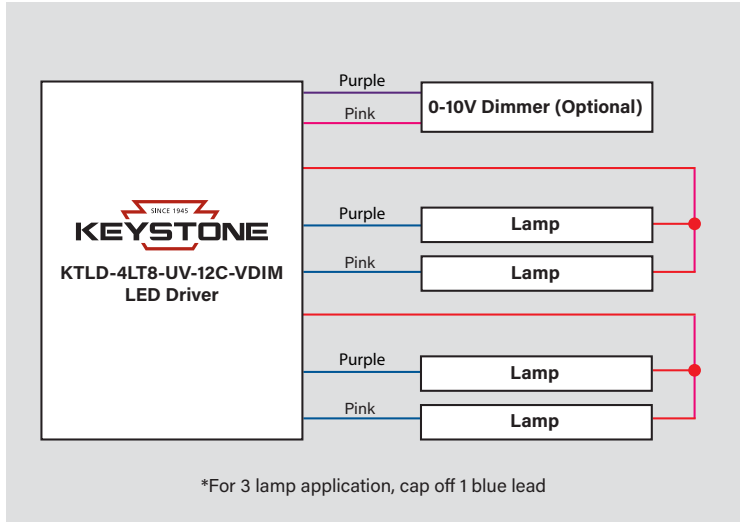 Purple
0-10V Dimmer (Optional)
Pink
SINCE 1945
KEYSTONE
KTLD-4LT8-UV-12C-VDIM
LED Driver
Purple
Lamp
Pink
Lamp
Purple
Lamp
Pink
Lamp
*For 3 lamp application, cap off 1 blue lead